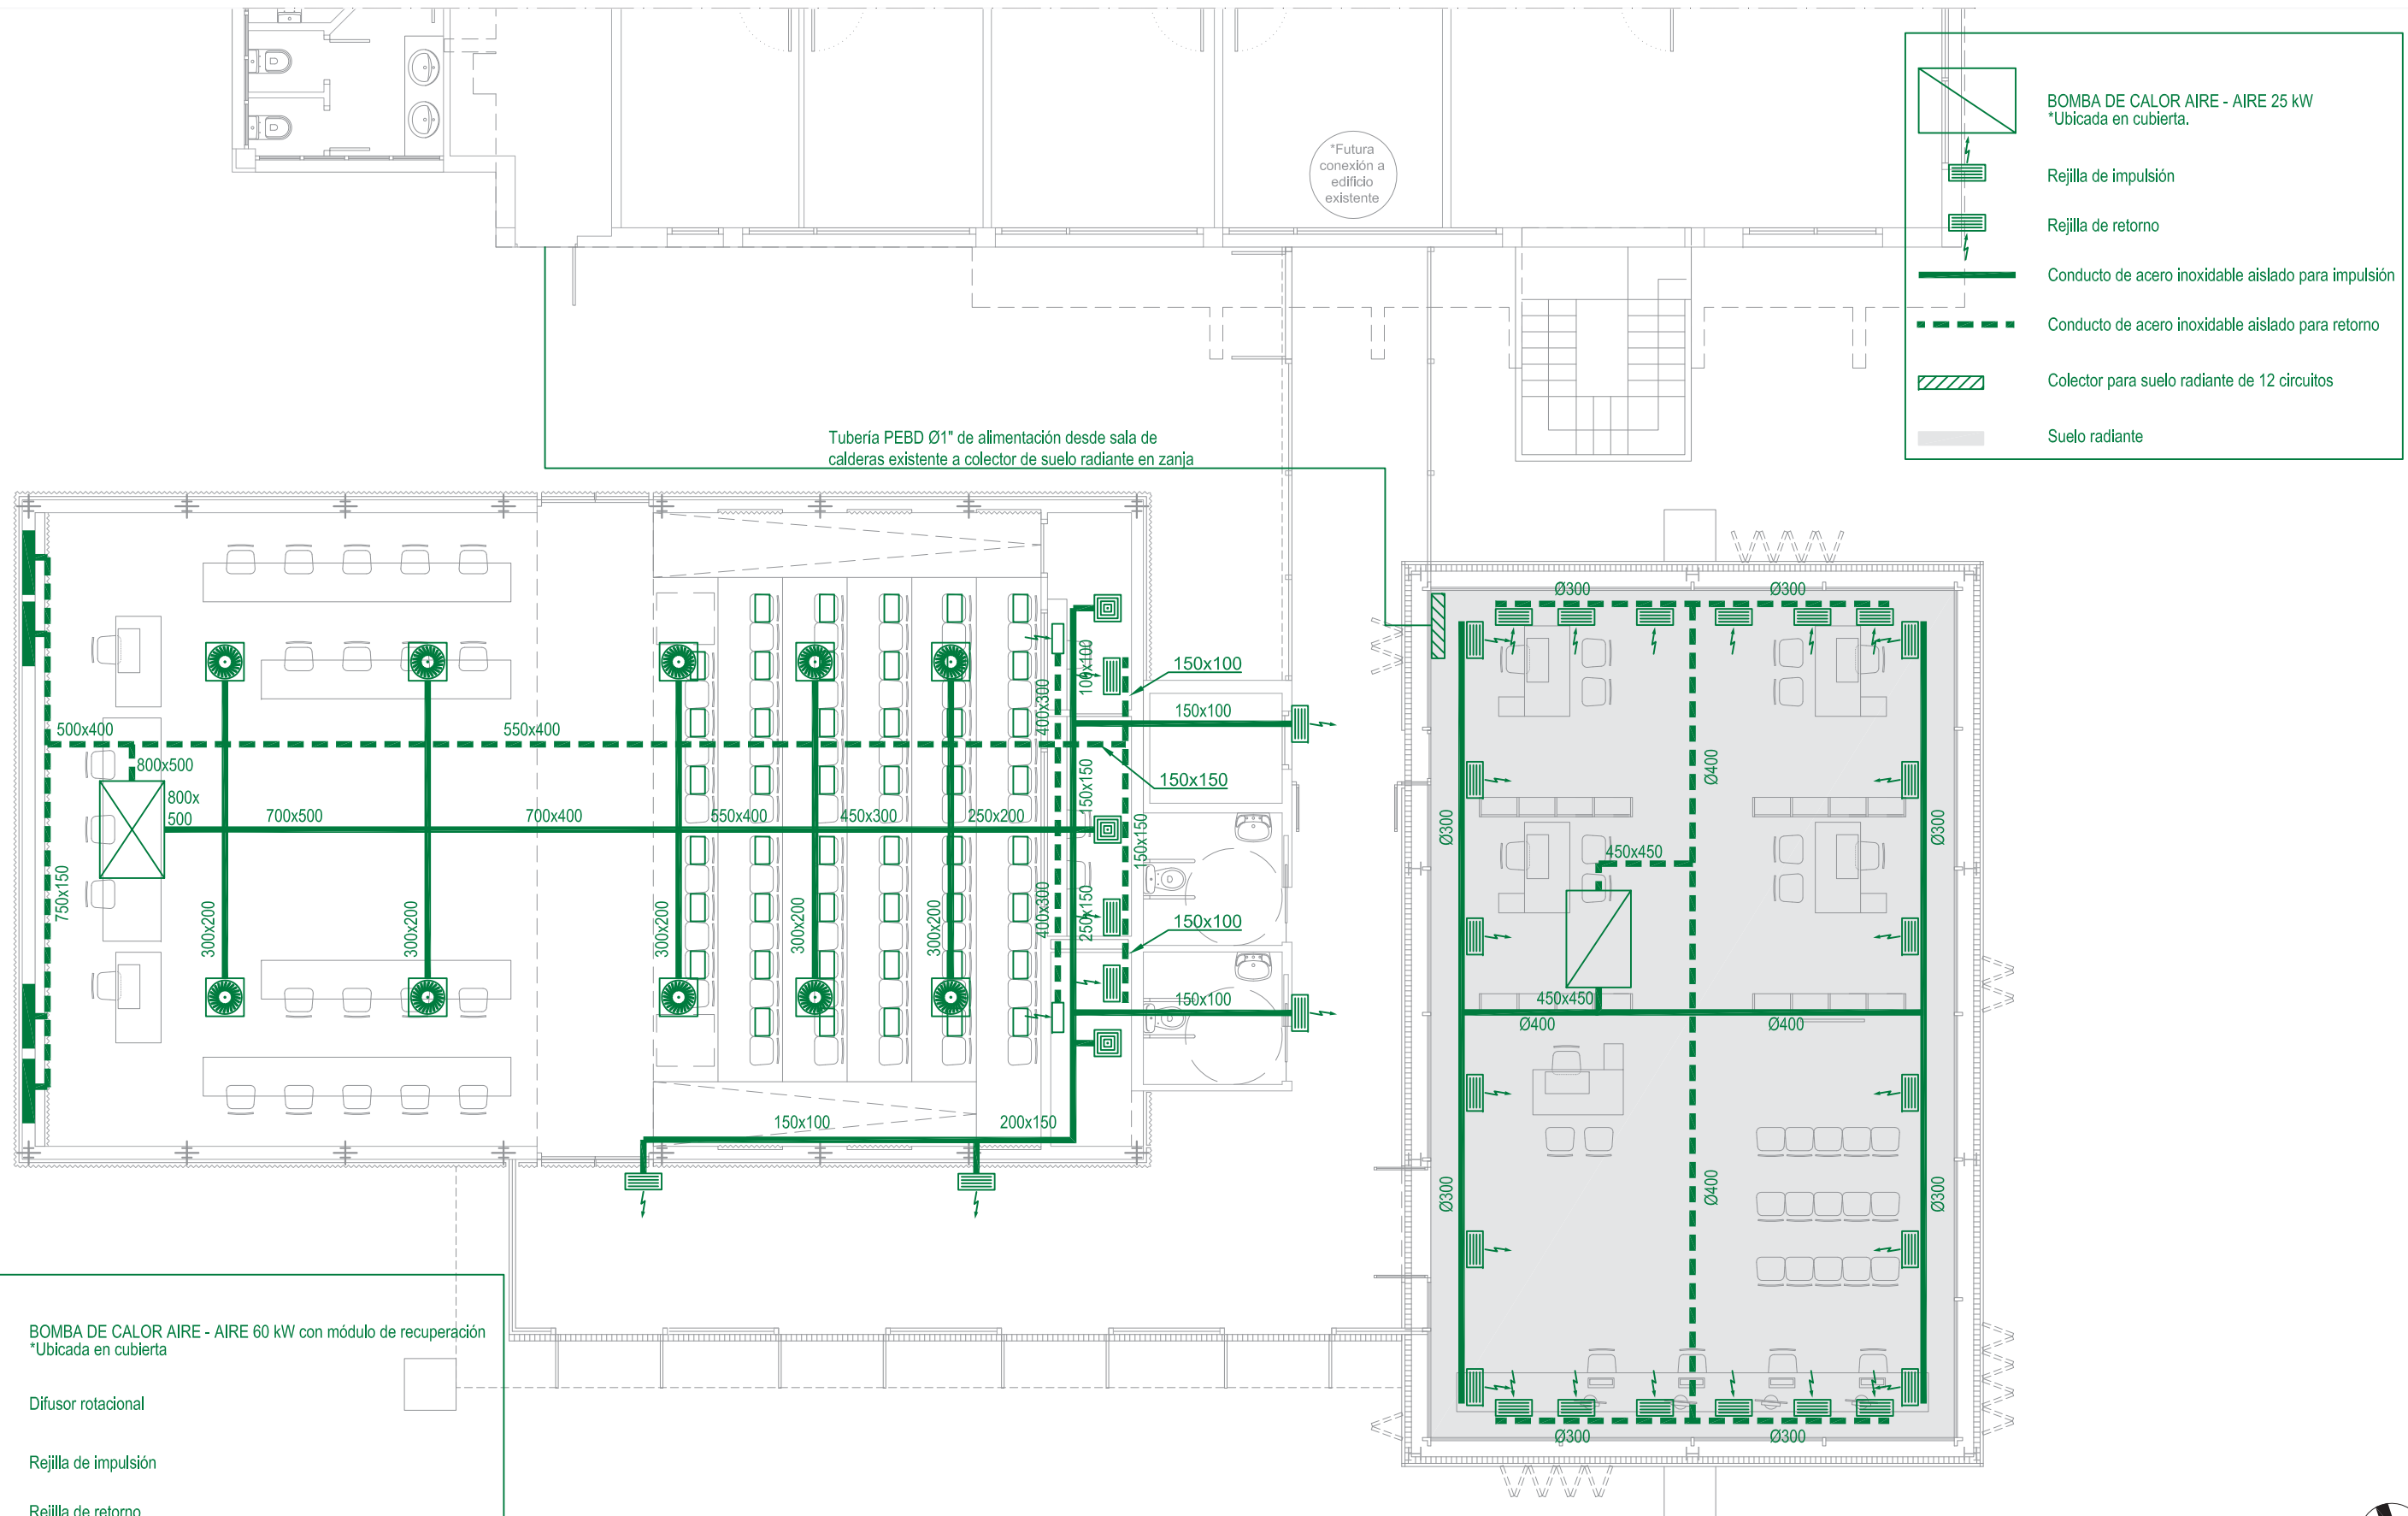 *Futura
conexión a
edificio
existente
BOMBA DE CALOR AIRE - AIRE 25 kW
*Ubicada en cubierta.
Rejilla de impulsión
Rejilla de retorno
Conducto de acero inoxidable aislado para impulsión
Conducto de acero inoxidable aislado para retorno
Colector para suelo radiante de 12 circuitos
Suelo radiante
Tubería PEBD Ø1" de alimentación desde sala de
calderas existente a colector de suelo radiante en zanja
500x400
800x500
800x
500
750x150
700x500
550x400
700x400
550x400
450x300
250x200
300x200
300x200
300x200
300x200
300x200
400x300
100x100
150x100
150x100
150x150
150x150
150x150
400x300
250x150
150x100
150x100
150x100
200x150
Ø300
Ø300
Ø400
Ø300
Ø300
450x450
450x450
Ø400
Ø400
Ø300
Ø400
Ø300
Ø300
Ø300
BOMBA DE CALOR AIRE - AIRE 60 kW con módulo de recuperación
*Ubicada en cubierta
Difusor rotacional
Rejilla de impulsión
Rejilla de retorno